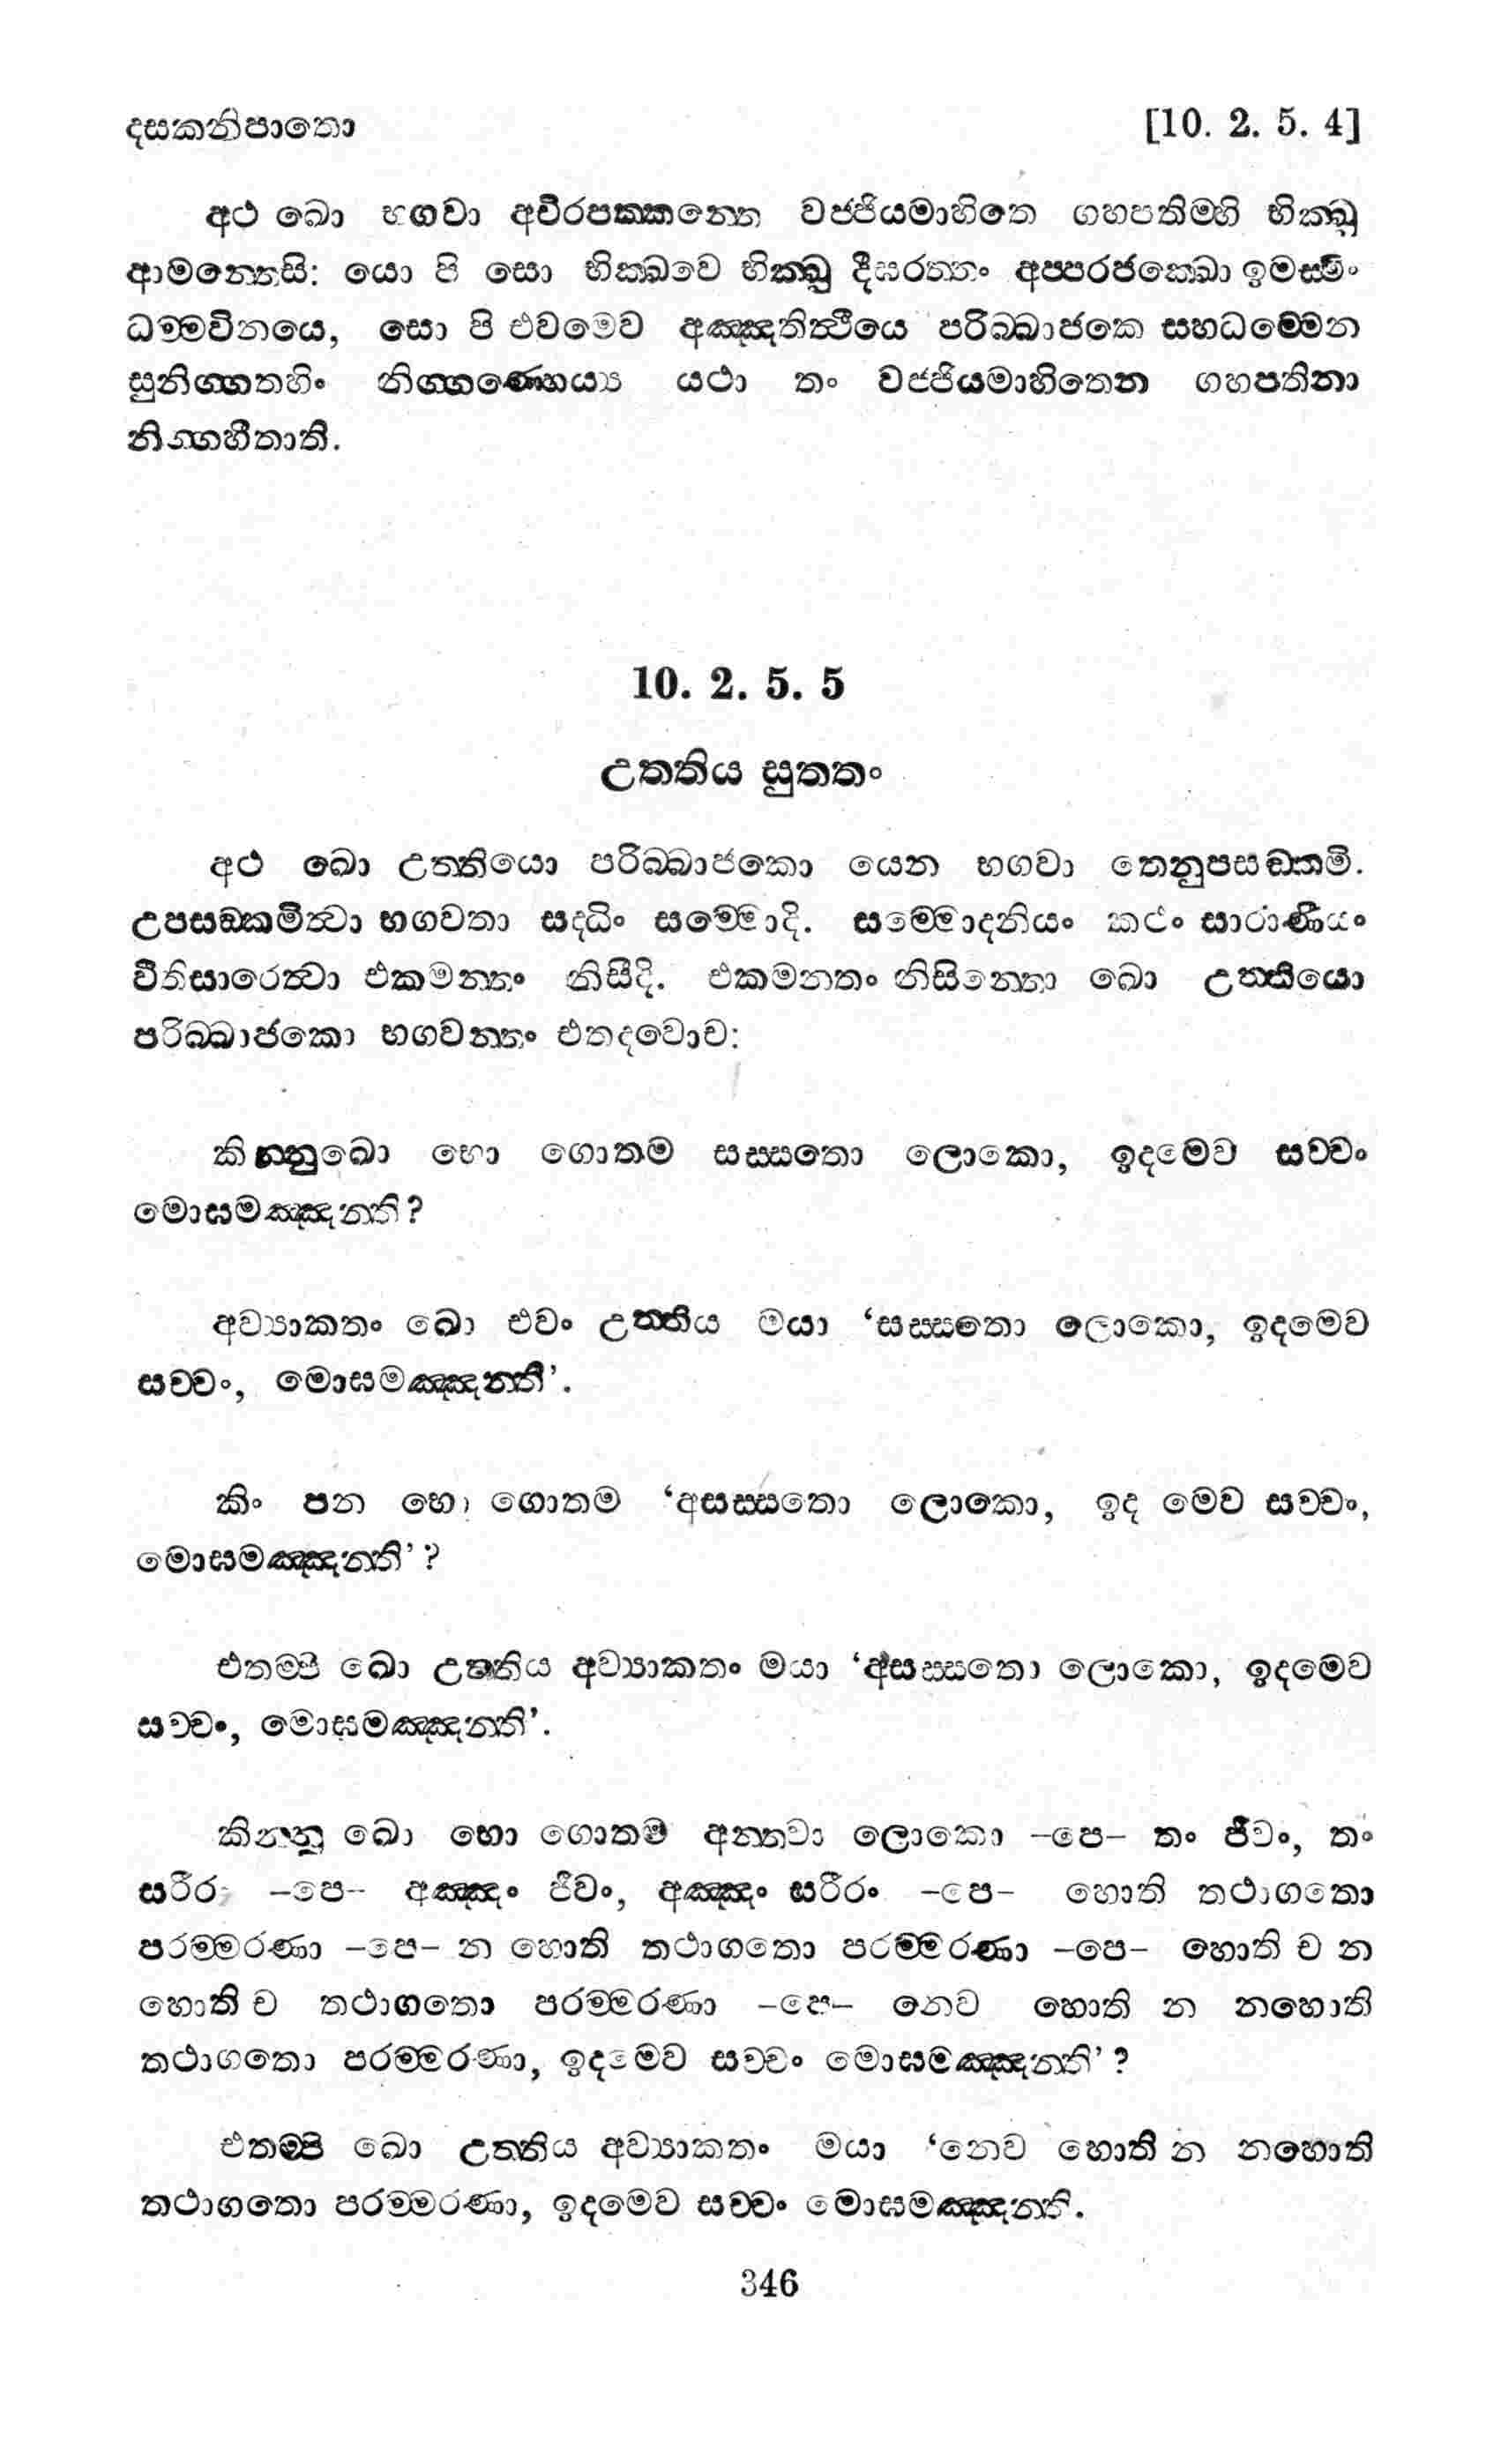 දසකනිපාතො [10. 2. 5. 4]
අථ ඛො භගවා අචිරපක්කන්තෙ වජ්ජියමාහිතෙ ගහපතිම්හි භික්ඛූ
ආමන්තෙසි: යො පි සො භික්ඛවෙ භික්ඛු දීඝරත්තං අප්පරජක්ඛො ඉමස්මිං
ධම්මවිනයෙ, සො පි එවමෙව අඤ්ඤතිත්ථියෙ පරිබ්බාජකෙ සහධම්මෙන
සුනිග්ගතහිං නිග්ගණ්හෙය්‍ය යථා තං වජ්ජියමාහිතෙන ගහපතිනා
නිග්ගහීතාති.
10. 2. 5. 5
උත්තිය සුත්තං
අථ ඛො උත්තියො පරිබ්බාජකො යෙන භගවා තෙනුපසඞ්කමි.
උපසඞ්කමිත්වා භගවතා සද්ධිං සම්මොදි. සම්මොදනියං කථං සාරාණීයං
වීතිසාරෙත්වා එකමන්තං නිසීදි. එකමන්තං නිසින්නො ඛො උත්තියො
පරිබ්බාජකො භගවන්තං එතදවොච:
කින්නුඛො භො ගොතම සස්සතො ලොකො, ඉදමෙව සච්චං
මොඝමඤ්ඤන්ති?
අව්‍යාකතං ඛො එවං උත්තිය මයා ‘සස්සතො ලොකො, ඉදමෙව
සච්චං, මොඝමඤ්ඤන්ති’.
කිං පන භො ගොතම ‘අසස්සතො ලොකො, ඉද මෙව සච්චං,
මොඝමඤ්ඤන්ති’?
එතම්පි ඛො උත්තිය අව්‍යාකතං මයා ‘අසස්සතො ලොකො, ඉදමෙව
සච්චං, මොඝමඤ්ඤන්ති’.
කින්නු ඛො භො ගොතම අන්තවා ලොකො –පෙ– තං ජීවං, තං
සරීරං –පෙ– අඤ්ඤං ජීවං, අඤ්ඤං සරීරං –පෙ– හොති තථාගතො
පරම්මරණා –පෙ– න හොති තථාගතො පරම්මරණා –පෙ– හොති ච න
හොති ච තථාගතො පරම්මරණා –පෙ– නෙව හොති න නහොති
තථාගතො පරම්මරණා, ඉදමෙව සච්චං මොඝමඤ්ඤන්ති’?
එතම්පි ඛො උත්තිය අව්‍යාකතං මයා ‘නෙව හොති න නහොති
තථාගතො පරම්මරණා, ඉදමෙව සච්චං මොඝමඤ්ඤන්ති.
346